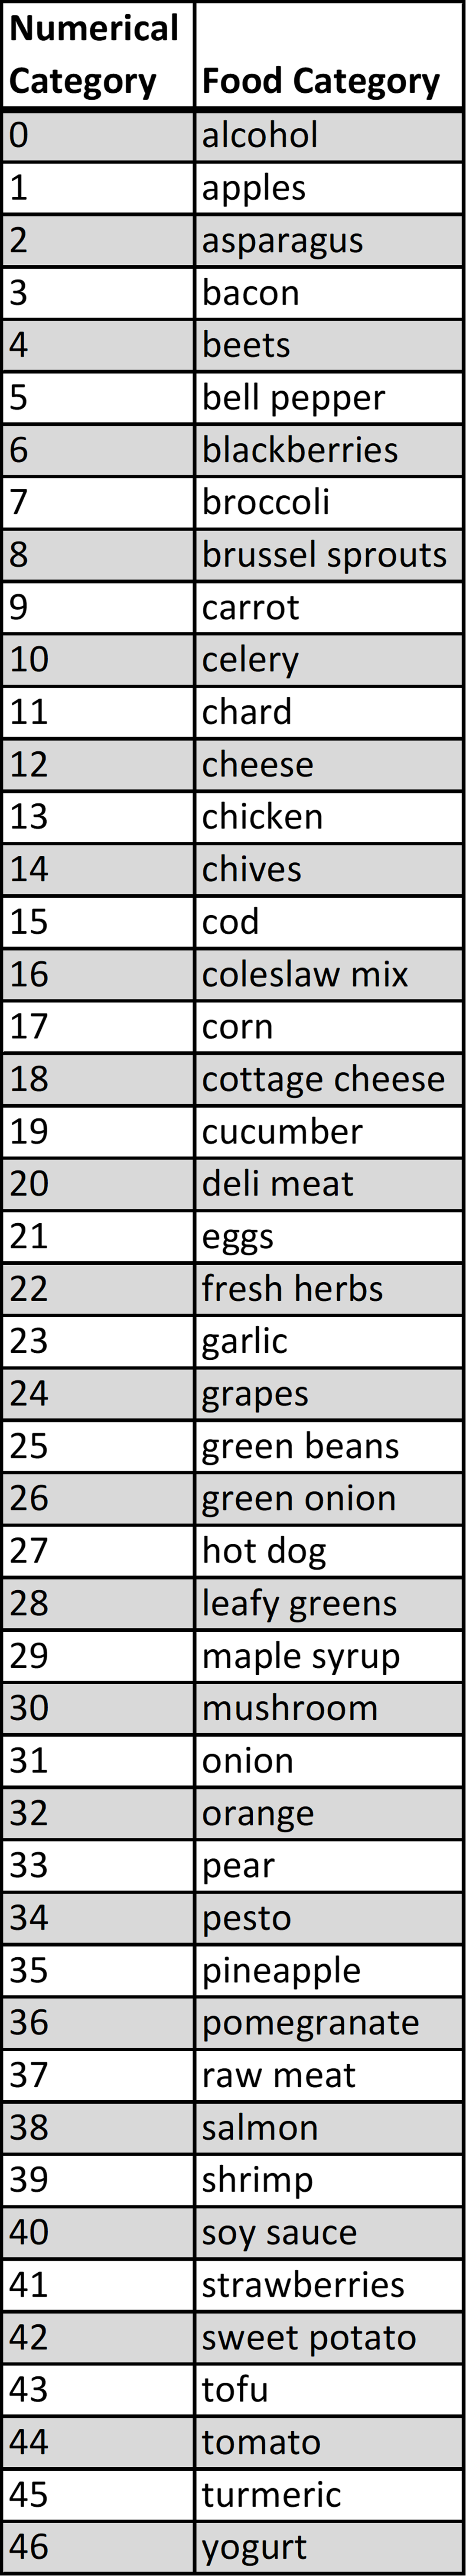 Numerical
Category Food Category
0 alcohol
1 apples
2 asparagus
3 bacon
4 beets
5 bell pepper
6 blackberries
7 broccoli
8 brussel sprouts
9 carrot
10 celery
11 chard
12 cheese
13 chicken
14 chives
15 cod
16 coleslaw mix
17 corn
18 cottage cheese
19 cucumber
20 deli meat
21 eggs
22 fresh herbs
23 garlic
24 grapes
25 green beans
26 green onion
27 hot dog
28 leafy greens
29 maple syrup
30 mushroom
31 onion
32 orange
33 pear
34 pesto
35 pineapple
36 pomegranate
37 raw meat
38 salmon
39 shrimp
40 soy sauce
41 strawberries
42 sweet potato
43 tofu
44 tomato
45 turmeric
46 yogurt